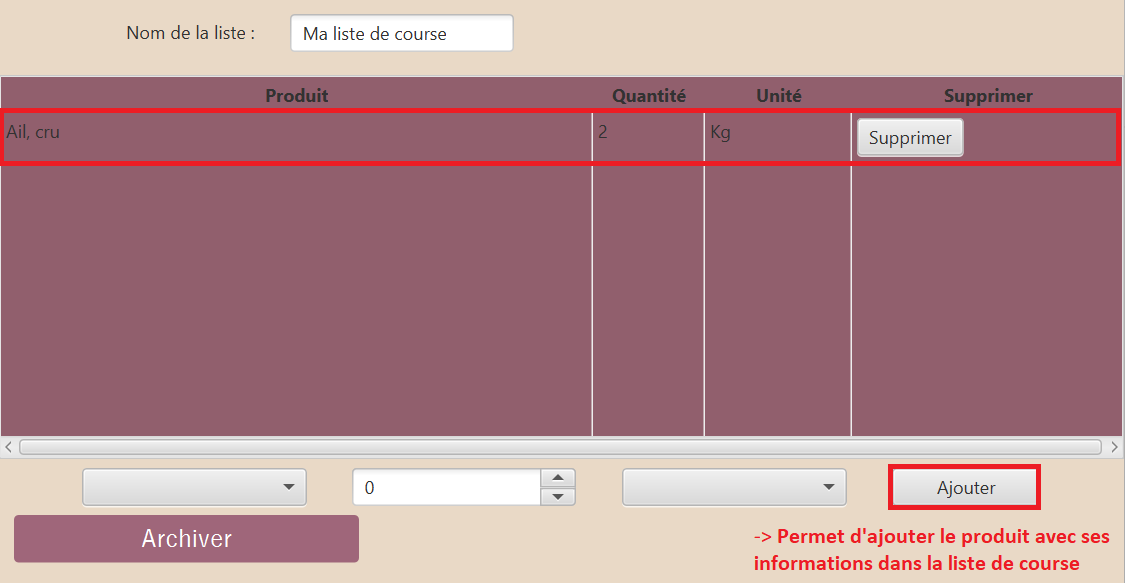 Nom de la liste : Ma liste de course
Produit Quantité Unité Supprimer
Ail, cru 2 Kg Supprimer
0 Ajouter
Archiver
-> Permet d'ajouter le produit avec ses
informations dans la liste de course